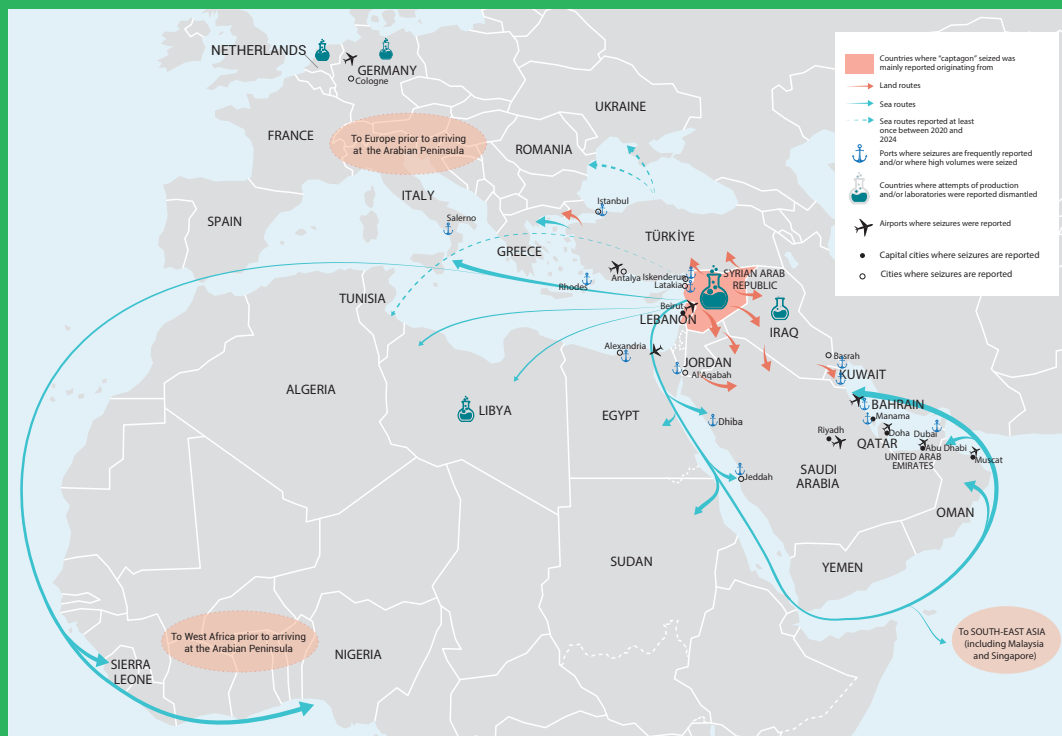 NETHERLANDS
GERMANY
Cologne
UKRAINE
FRANCE
To Europe prior to arriving
at the Arabian Peninsula
ROMANIA
ITALY
SPAIN
Salerno
Istanbul
GREECE
TÜRKİYE
TUNISIA
Rhodes
Antalya
Iskenderun
Latakia
SYRIAN ARAB
REPUBLIC
Beirut
LEBANON
IRAQ
Alexandria
JORDAN
Al'Aqabah
Basrah
KUWAIT
ALGERIA
LIBYA
EGYPT
Dhiba
BAHRAIN
Manama
Riyadh
QATAR
Doha
Dubai
Abu Dhabi
UNITED ARAB
EMIRATES
Muscat
Jeddah
SAUDI
ARABIA
OMAN
SUDAN
YEMEN
To West Africa prior to arriving
at the Arabian Peninsula
SIERRA
LEONE
NIGERIA
To SOUTH-EAST ASIA
(including Malaysia
and Singapore)
Countries where "captagon" seized was
mainly reported originating from
Land routes
Sea routes
Sea routes reported at least
once between 2020 and
2024
Ports where seizures are frequently reported
and/or where high volumes were seized
Countries where attempts of production
and/or laboratories were reported dismantled
Airports where seizures were reported
Capital cities where seizures are reported
Cities where seizures are reported